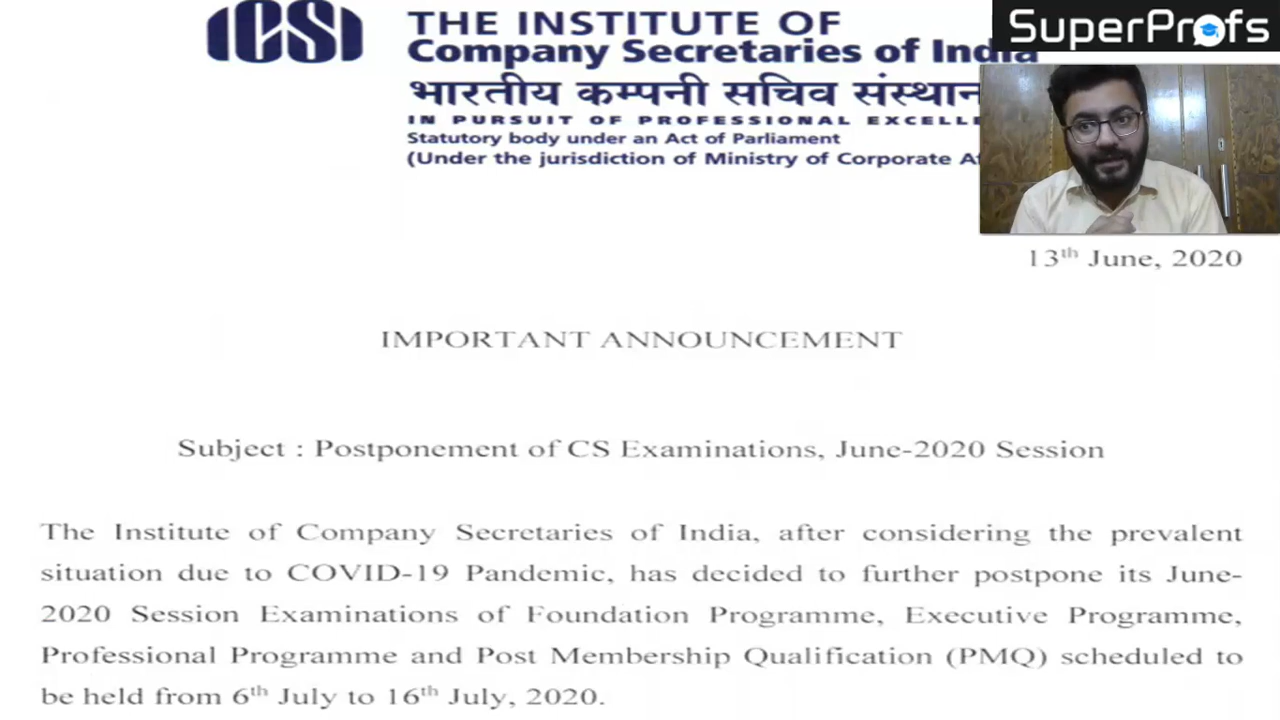 ICSI
THE INSTITUTE OF
Company Secretaries of India
भारतीय कम्पनी सचिव संस्थान
IN PURSUIT OF PROFESSIONAL
Statutory body under an Act of Parliament
(Under the jurisdiction of Ministry of Corporate
SuperProfs
13th June, 2020
IMPORTANT ANNOUNCEMENT
Subject : Postponement of CS Examinations, June-2020 Session
The Institute of Company Secretaries of India, after considering the prevalent
situation due to COVID-19 Pandemic, has decided to further postpone its June-
2020 Session Examinations of Foundation Programme, Executive Programme,
Professional Programme and Post Membership Qualification (PMQ) scheduled to
be held from 6th July to 16th July, 2020.